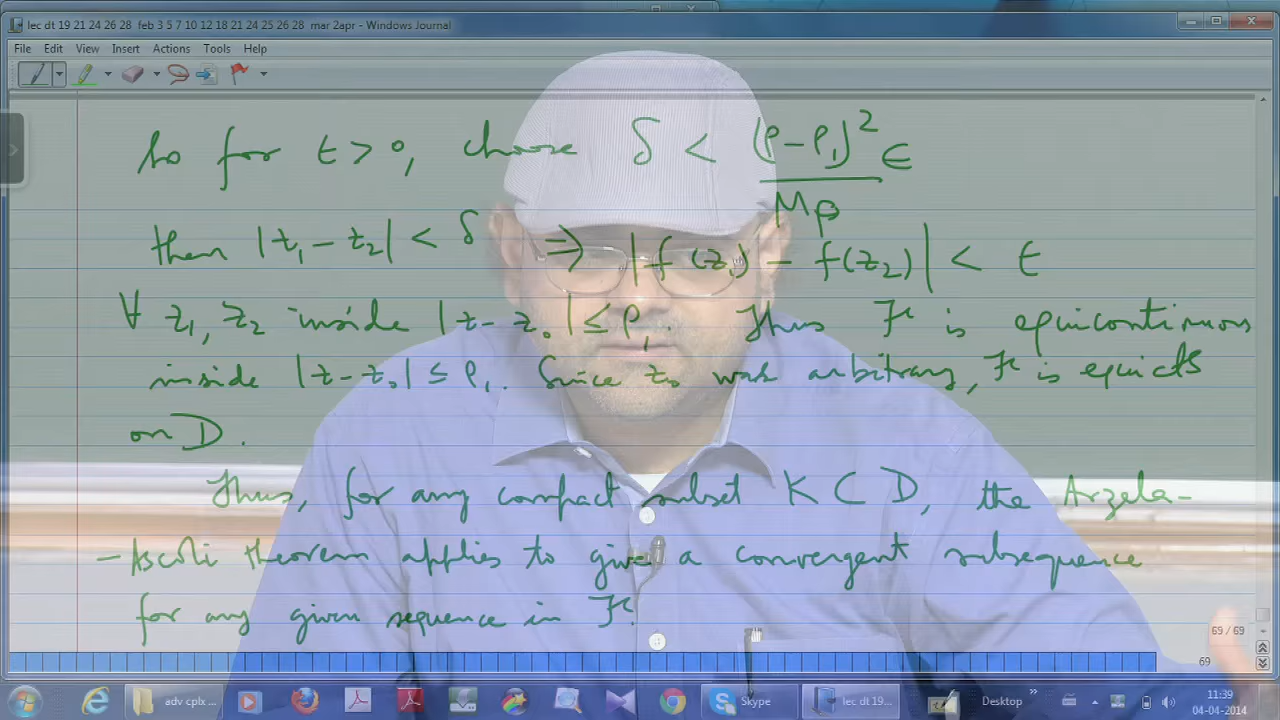 lec dt 19 21 24 26 28 feb 3 5 7 10 12 18 21 24 25 26 28 mar 2apr - Windows Journal
File Edit View Insert Actions Tools Help
So for ε > 0, choose δ < (ρ-ρ₁)² ∈
Mρ
then |z₁ - z₂| < δ ⇒ |f(z₁) - f(z₂)| < ε
∀ z₁, z₂ inside |z - z₀| ≤ ρ₁. Thus ℱ is equicontinuous
inside |z - z₀| ≤ ρ₁. Since z₀ was arbitrary, ℱ is equicts
on D.
Thus, for any compact subset K ⊂ D, the Arzela-
- Ascoli theorem applies to give a convergent subsequence
for any given sequence in ℱ.
69 / 69
69
adv cplx ...
Skype
lec dt 19...
Desktop
11:39
04-04-2014